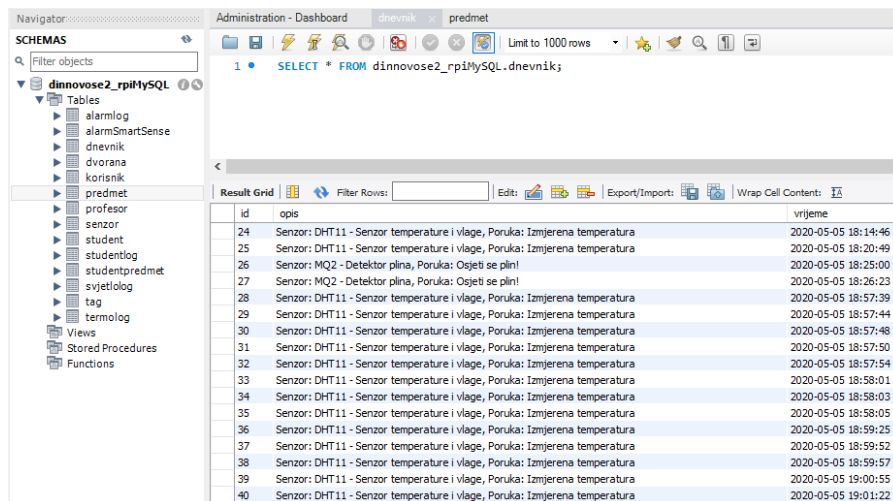 Navigator
Administration - Dashboard
dnevnik
predmet
SCHEMAS
Filter objects
dinnovose2_rpiMySQL
Tables
alarmlog
alarmSmartSense
dnevnik
dvorana
korisnik
predmet
profesor
senzor
student
studentlog
studentpredmet
svjetlolog
tag
termolog
Views
Stored Procedures
Functions
Limit to 1000 rows
1 SELECT * FROM dinnovose2_rpiMySQL.dnevnik;
Result Grid Filter Rows: Edit: Export/Import: Wrap Cell Content:
id opis vrijeme
24 Senzor: DHT11 - Senzor temperature i vlage, Poruka: Izmjerena temperatura 2020-05-05 18:14:46
25 Senzor: DHT11 - Senzor temperature i vlage, Poruka: Izmjerena temperatura 2020-05-05 18:20:49
26 Senzor: MQ2 - Detektor plina, Poruka: Osjeti se plin! 2020-05-05 18:25:00
27 Senzor: MQ2 - Detektor plina, Poruka: Osjeti se plin! 2020-05-05 18:26:23
28 Senzor: DHT11 - Senzor temperature i vlage, Poruka: Izmjerena temperatura 2020-05-05 18:57:39
29 Senzor: DHT11 - Senzor temperature i vlage, Poruka: Izmjerena temperatura 2020-05-05 18:57:44
30 Senzor: DHT11 - Senzor temperature i vlage, Poruka: Izmjerena temperatura 2020-05-05 18:57:48
31 Senzor: DHT11 - Senzor temperature i vlage, Poruka: Izmjerena temperatura 2020-05-05 18:57:50
32 Senzor: DHT11 - Senzor temperature i vlage, Poruka: Izmjerena temperatura 2020-05-05 18:57:54
33 Senzor: DHT11 - Senzor temperature i vlage, Poruka: Izmjerena temperatura 2020-05-05 18:58:01
34 Senzor: DHT11 - Senzor temperature i vlage, Poruka: Izmjerena temperatura 2020-05-05 18:58:03
35 Senzor: DHT11 - Senzor temperature i vlage, Poruka: Izmjerena temperatura 2020-05-05 18:58:05
36 Senzor: DHT11 - Senzor temperature i vlage, Poruka: Izmjerena temperatura 2020-05-05 18:59:25
37 Senzor: DHT11 - Senzor temperature i vlage, Poruka: Izmjerena temperatura 2020-05-05 18:59:52
38 Senzor: DHT11 - Senzor temperature i vlage, Poruka: Izmjerena temperatura 2020-05-05 18:59:57
39 Senzor: DHT11 - Senzor temperature i vlage, Poruka: Izmjerena temperatura 2020-05-05 19:00:55
40 Senzor: DHT11 - Senzor temperature i vlage, Poruka: Izmjerena temperatura 2020-05-05 19:01:22